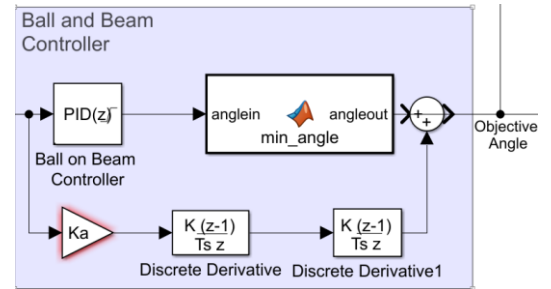 Ball and Beam
Controller
PID(z)
anglein
angleout
min_angle
+
+
Objective
Angle
Ball on Beam
Controller
Ka
K (z-1)
Ts z
K (z-1)
Ts z
Discrete Derivative
Discrete Derivative1